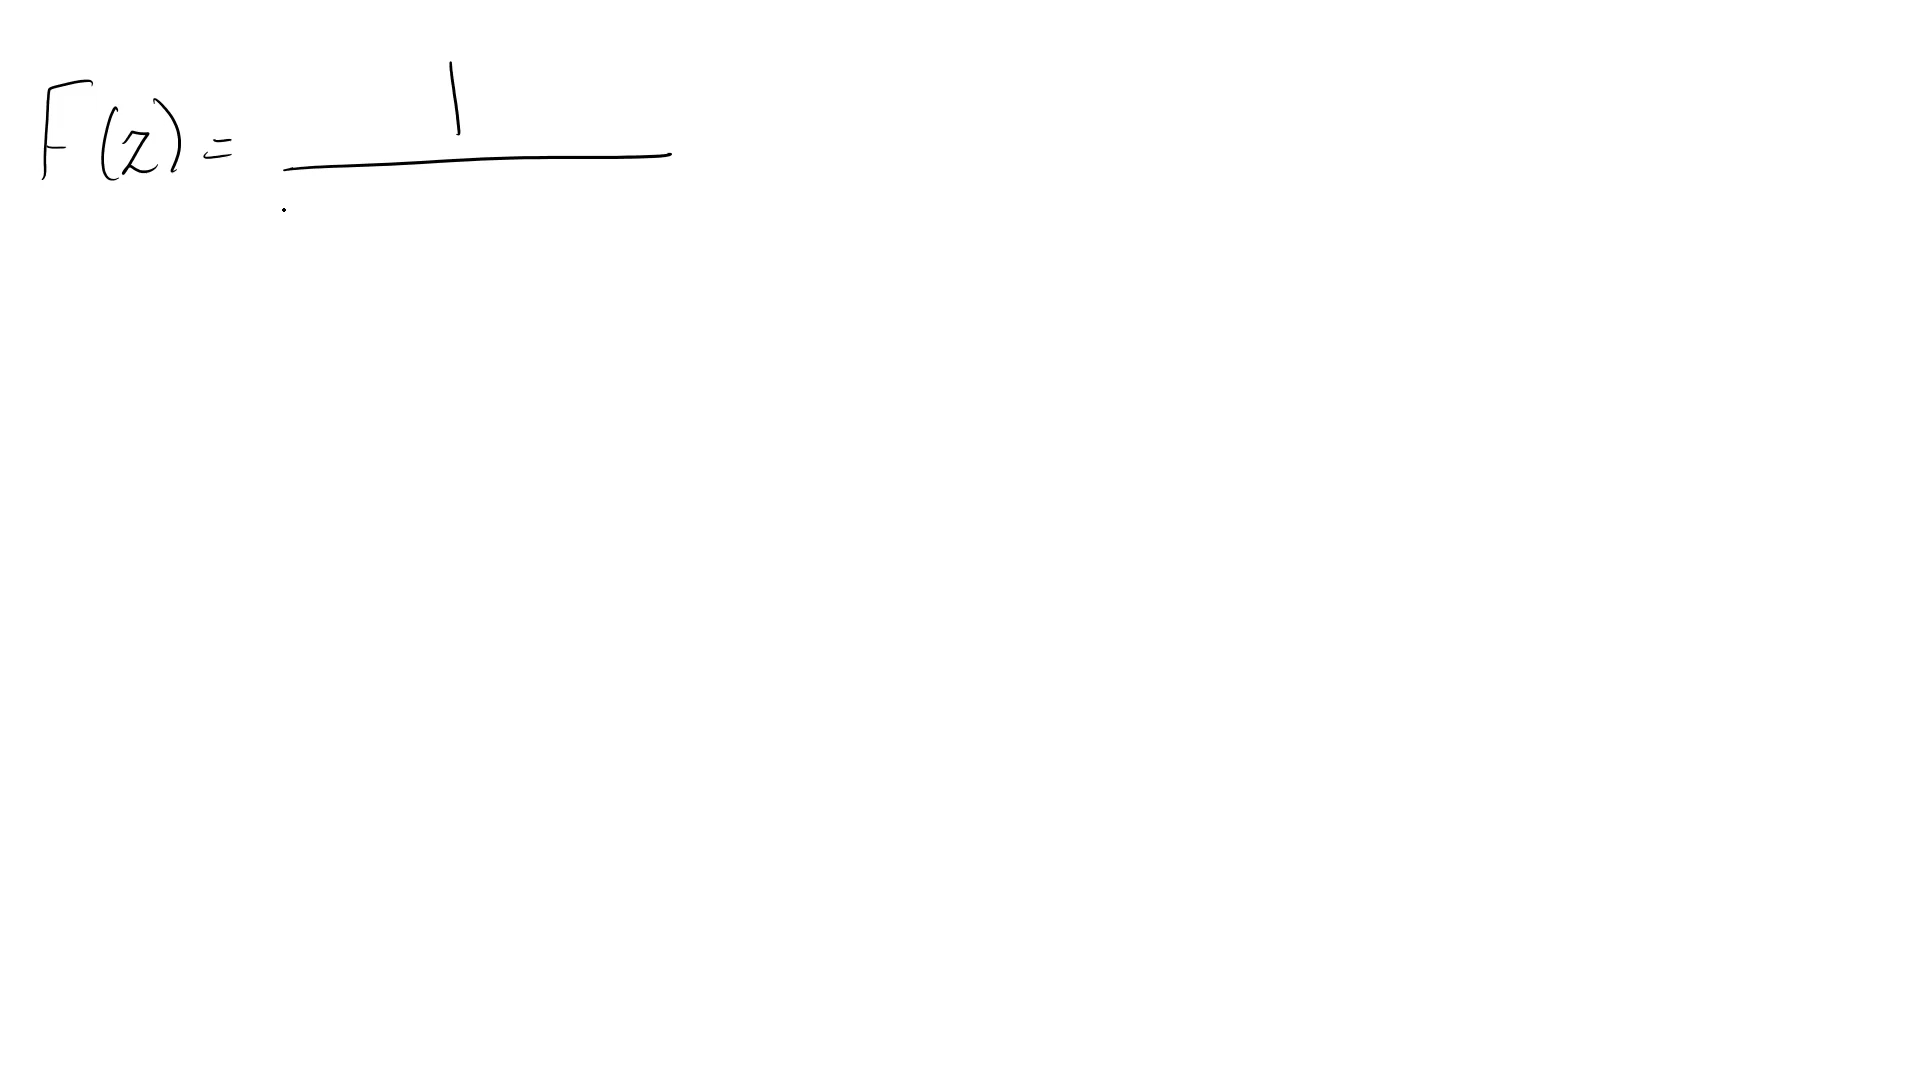 F(z) = 1/